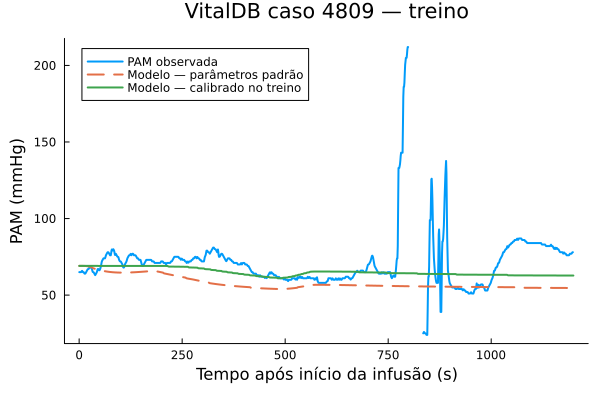 VitalDB caso 4809 — treino
PAM observada
Modelo — parâmetros padrão
Modelo — calibrado no treino
PAM (mmHg)
200
150
100
50
0
250
500
750
1000
Tempo após início da infusão (s)